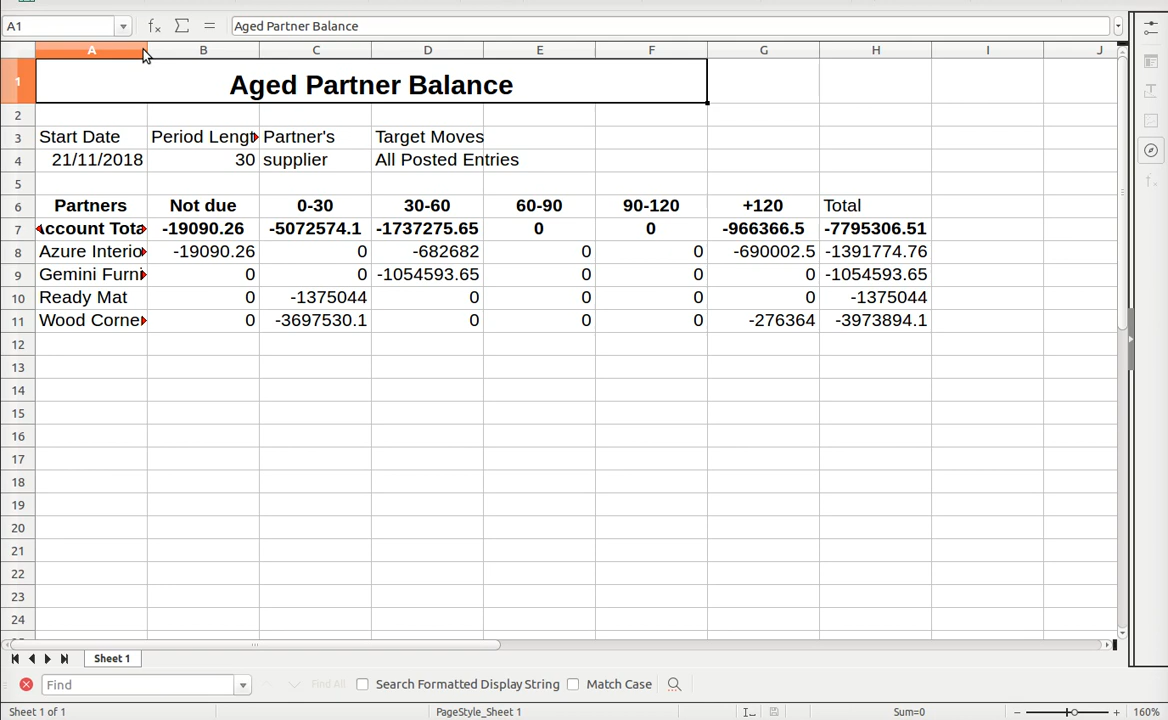 A1 Aged Partner Balance
A B C D E F G H I J
1 Aged Partner Balance
2
3 Start Date Period Lengt Partner's Target Moves
4 21/11/2018 30 supplier All Posted Entries
5
6 Partners Not due 0-30 30-60 60-90 90-120 +120 Total
7 ccount Tota -19090.26 -5072574.1 -1737275.65 0 0 -966366.5 -7795306.51
8 Azure Interio -19090.26 0 -682682 0 0 -690002.5 -1391774.76
9 Gemini Furni 0 0 -1054593.65 0 0 0 -1054593.65
10 Ready Mat 0 -1375044 0 0 0 0 -1375044
11 Wood Corne 0 -3697530.1 0 0 0 -276364 -3973894.1
12
13
14
15
16
17
18
19
20
21
22
23
24
Sheet 1
Find Find All Search Formatted Display String Match Case
Sheet 1 of 1 PageStyle_Sheet 1 Sum=0 160%